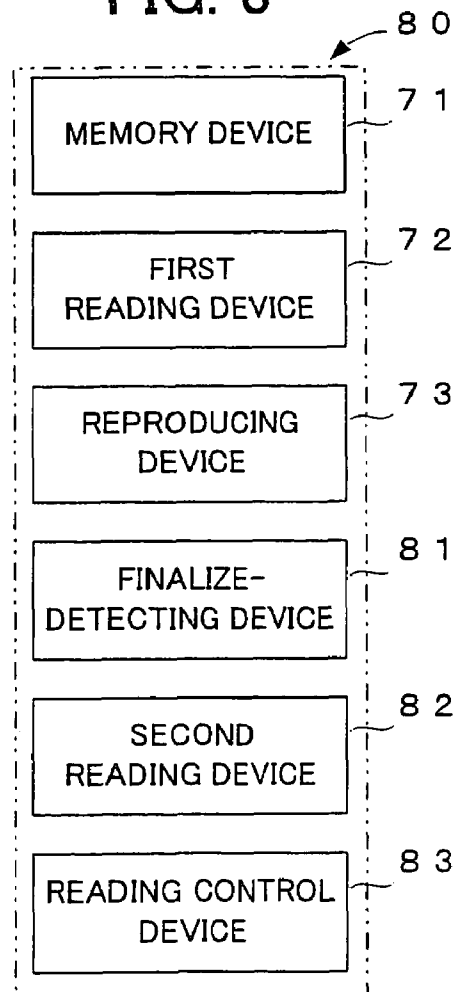 FIG.
80
71
MEMORY DEVICE
72
FIRST
READING DEVICE
73
REPRODUCING
DEVICE
81
FINALIZE-
DETECTING DEVICE
82
SECOND
READING DEVICE
83
READING CONTROL
DEVICE